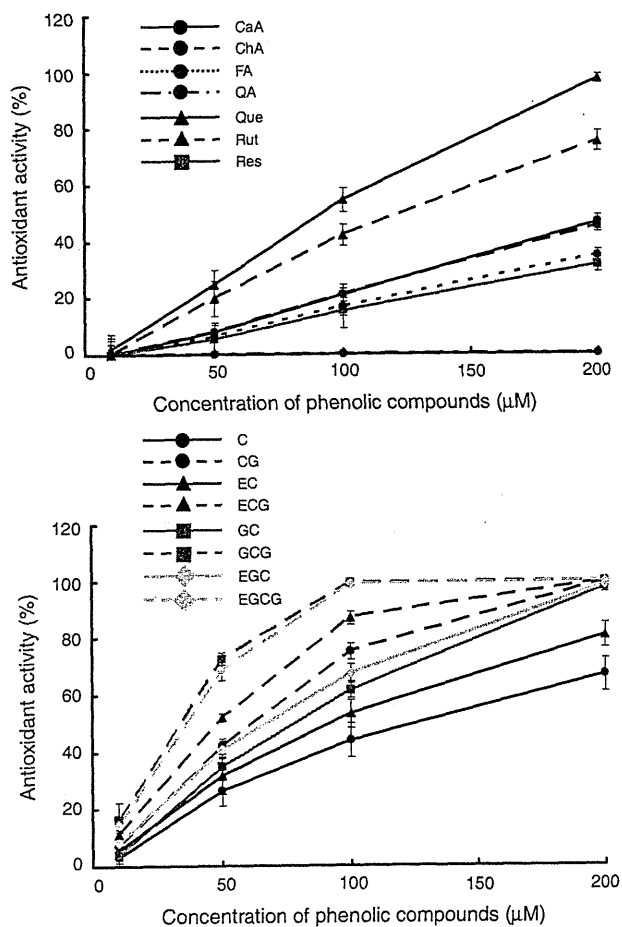 120
100
80
60
40
20
0
Antioxidant activity (%)
CaA
ChA
FA
QA
Que
Rut
Res
0 50 100 150 200
Concentration of phenolic compounds (μM)
C
CG
EC
ECG
GC
GCG
EGC
EGCG
120
100
80
60
40
20
0
Antioxidant activity (%)
0 50 100 150 200
Concentration of phenolic compounds (μM)